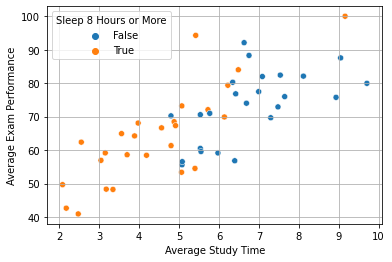 Sleep 8 Hours or More
False
True
100
90
80
70
60
50
40
Average Exam Performance
2 3 4 5 6 7 8 9 10
Average Study Time